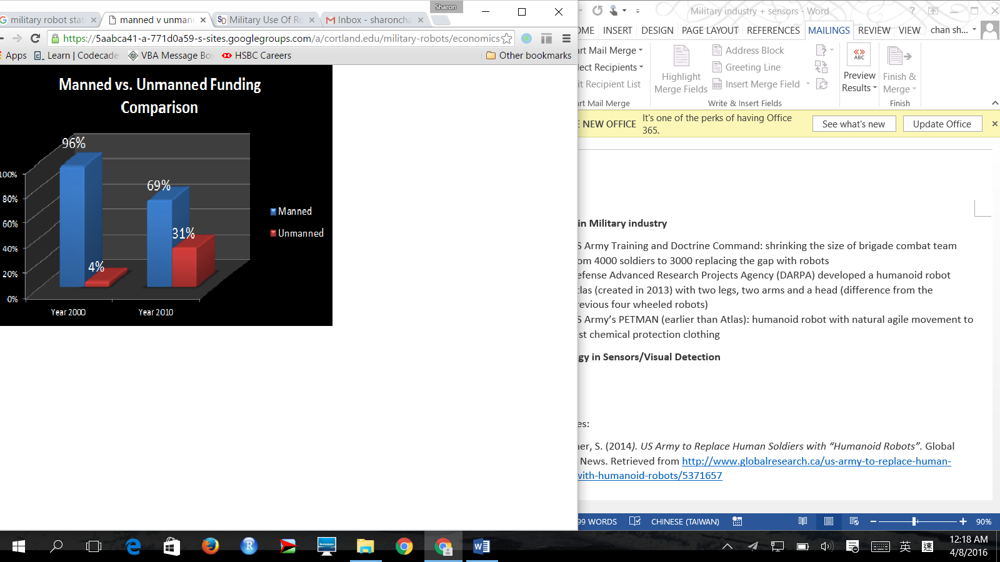 Sharon
military robot stat
manned v unmann
SD Military Use Of Ro
Inbox - sharoncha
https://5aabca41-a-771d0a59-s-sites.googlegroups.com/a/cortland.edu/military-robots/economics
Apps
Learn | Codecade
VBA Message Bo
HSBC Careers
Other bookmarks
Manned vs. Unmanned Funding
Comparison
96%
4%
69%
31%
100%
80%
60%
40%
20%
0%
Year 2000
Year 2010
Manned
Unmanned
Military industry + sensors - Word
OME INSERT DESIGN PAGE LAYOUT REFERENCES MAILINGS REVIEW VIEW chan sh...
art Mail Merge
lect Recipients
it Recipient List
art Mail Merge
Highlight
Merge Fields
Address Block
Greeting Line
Insert Merge Field
Write & Insert Fields
ABC
Preview
Results
Finish &
Merge
Finish
E NEW OFFICE It's one of the perks of having Office
365.
See what's new
Update Office
in Military industry
S Army Training and Doctrine Command: shrinking the size of brigade combat team
om 4000 soldiers to 3000 replacing the gap with robots
efense Advanced Research Projects Agency (DARPA) developed a humanoid robot
tlas (created in 2013) with two legs, two arms and a head (difference from the
revious four wheeled robots)
S Army's PETMAN (earlier than Atlas): humanoid robot with natural agile movement to
st chemical protection clothing
gy in Sensors/Visual Detection
es:
ner, S. (2014). US Army to Replace Human Soldiers with “Humanoid Robots”. Global
News. Retrieved from http://www.globalresearch.ca/us-army-to-replace-human-
with-humanoid-robots/5371657
99 WORDS
CHINESE (TAIWAN)
90%
lenovo
英
速
12:18 AM
4/8/2016